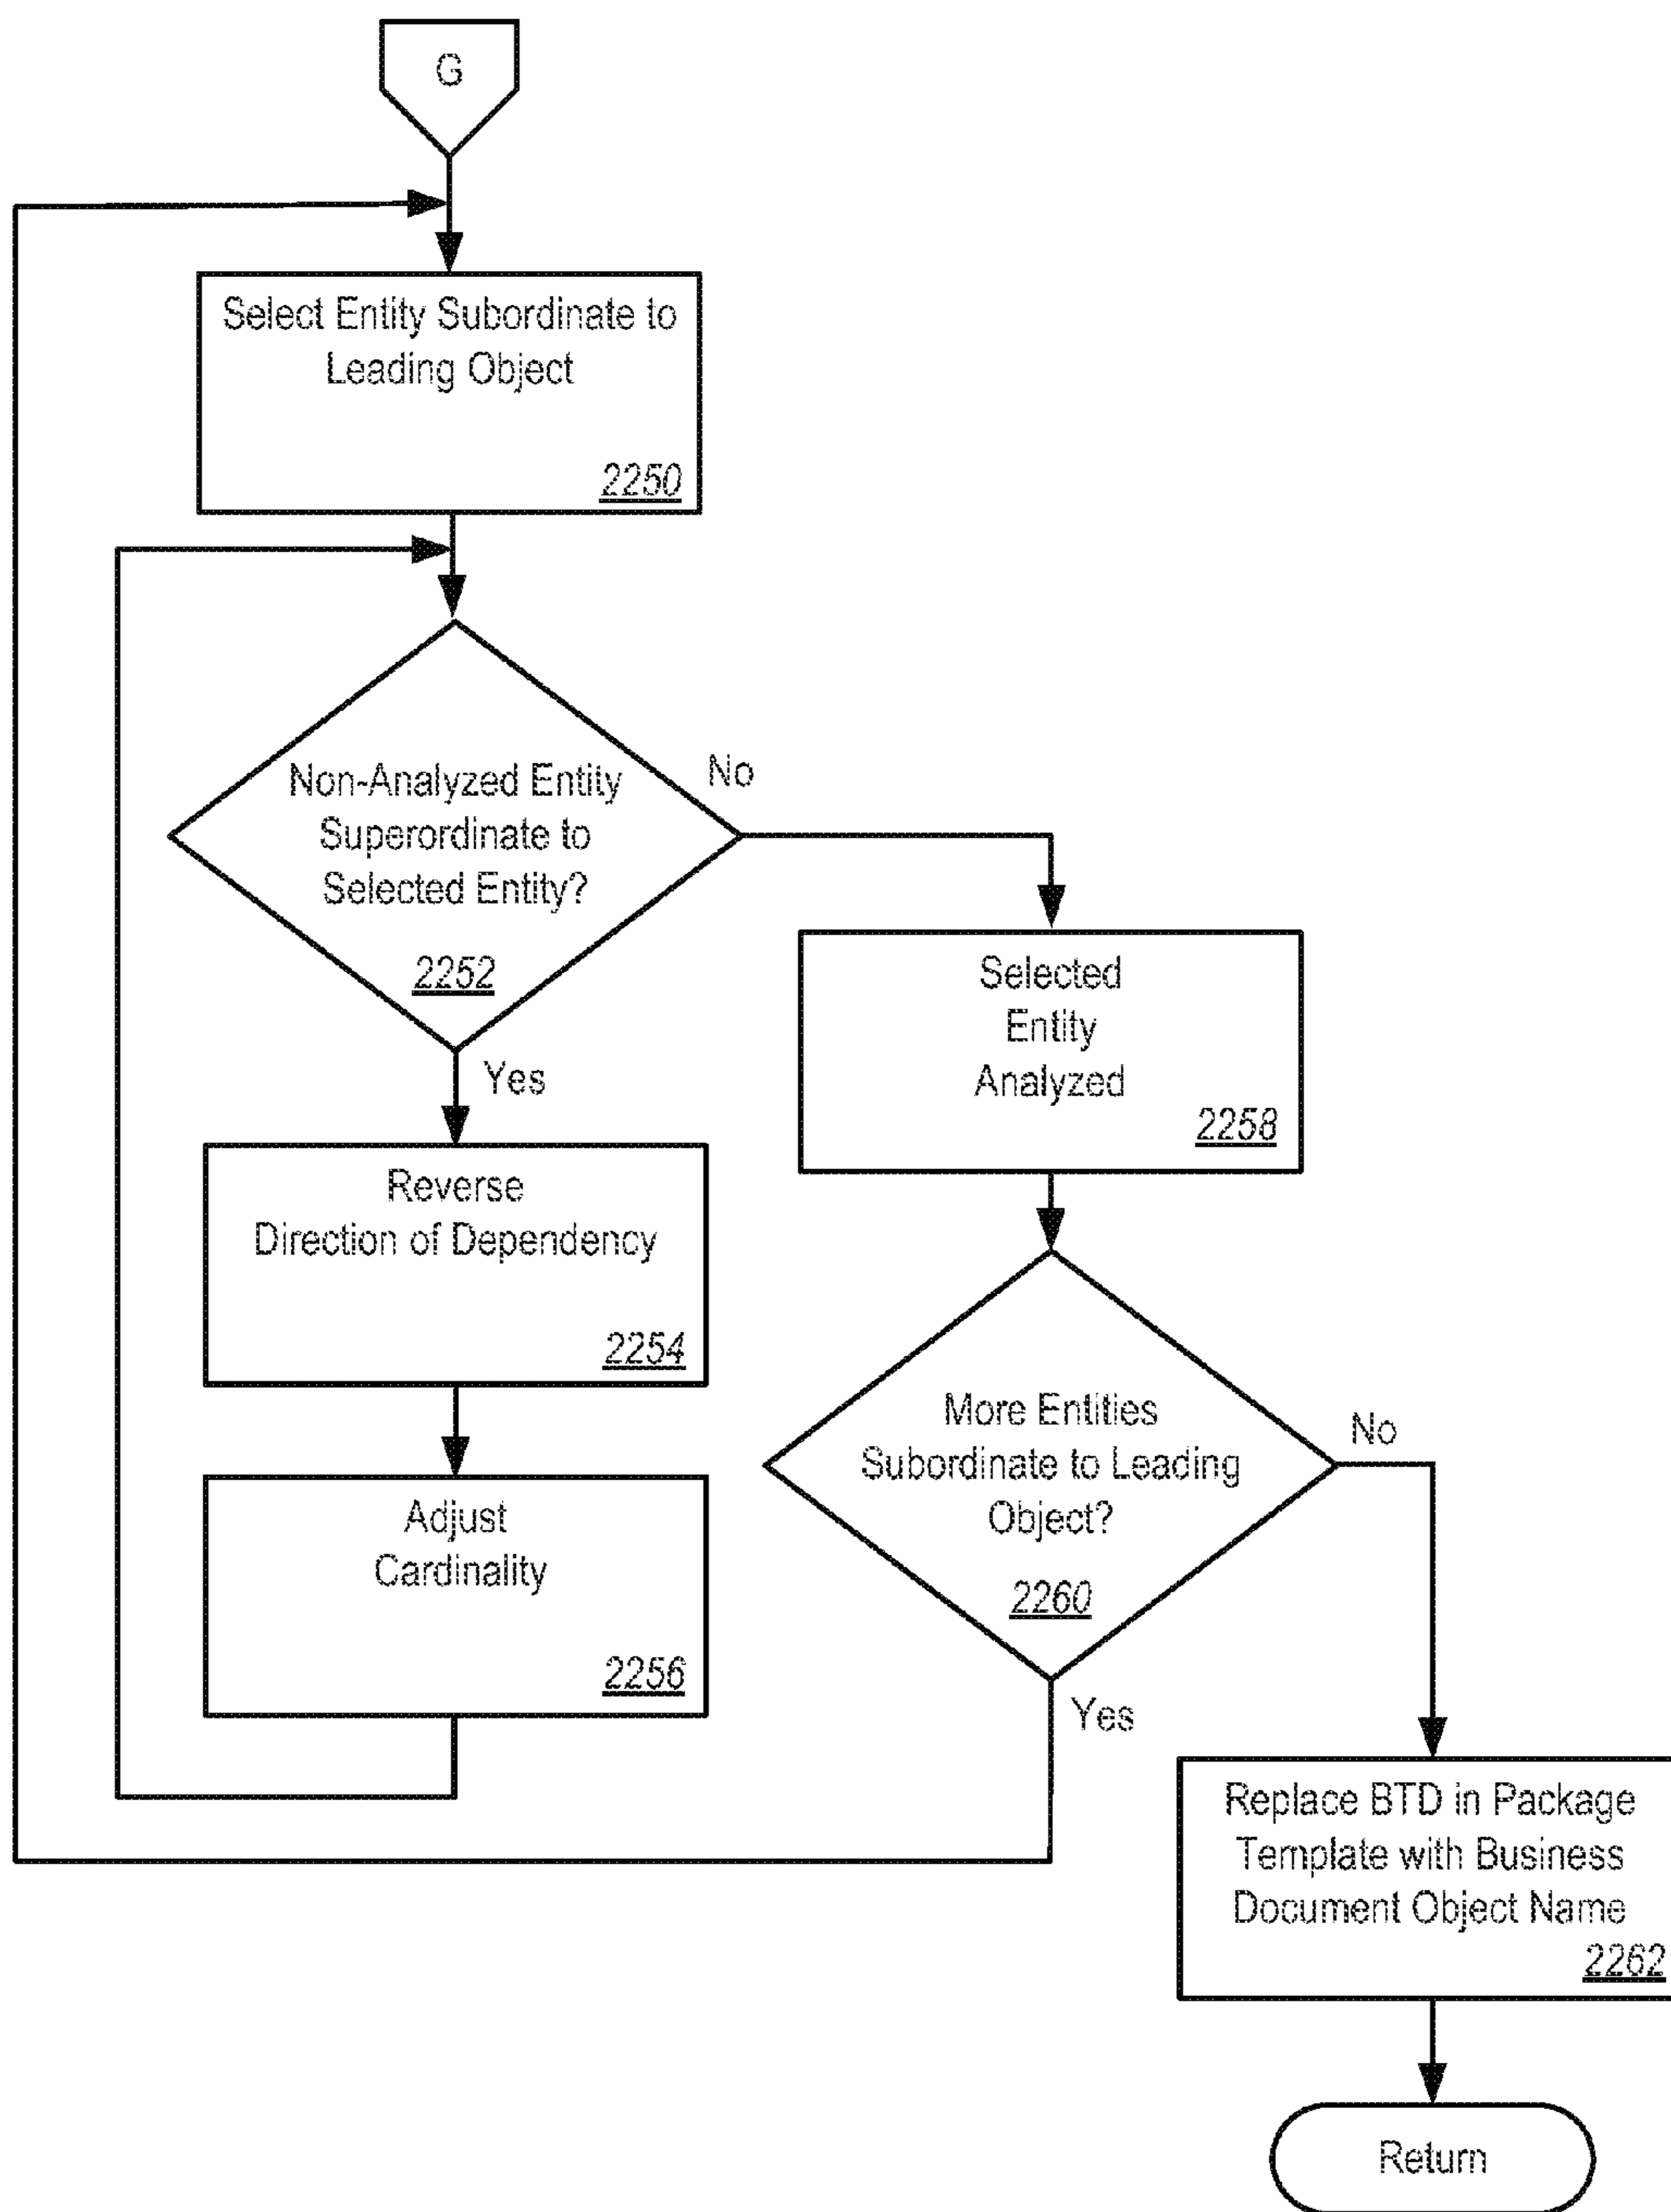 G
Select Entity Subordinate to
Leading Object
2250
Non-Analyzed Entity
Superordinate to
Selected Entity?
2252
No
Yes
Selected
Entity
Analyzed
2258
Reverse
Direction of Dependency
2254
More Entities
Subordinate to Leading
Object?
2260
No
Yes
Adjust
Cardinality
2256
Replace BTD in Package
Template with Business
Document Object Name
2262
Return